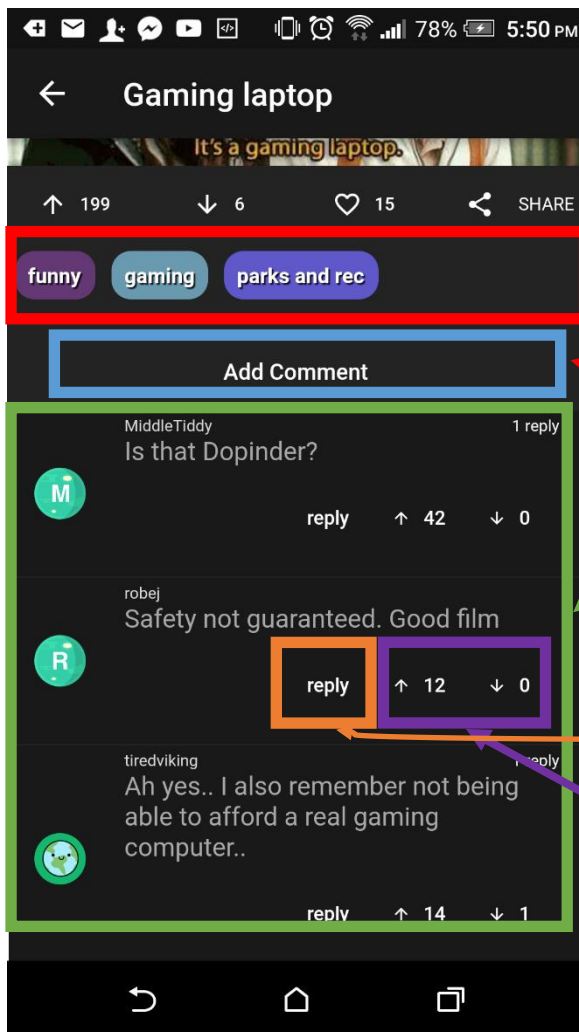 78% 5:50 PM
Gaming laptop
It's a gaming laptop.
199 6 15 SHARE
funny gaming parks and rec
Add Comment
MiddleTiddy 1 reply
Is that Dopinder?
M
reply 42 0
robej
Safety not guaranteed. Good film
R
reply 12 0
tiredviking 1 reply
Ah yes.. I also remember not being
able to afford a real gaming
computer..
reply 14 1